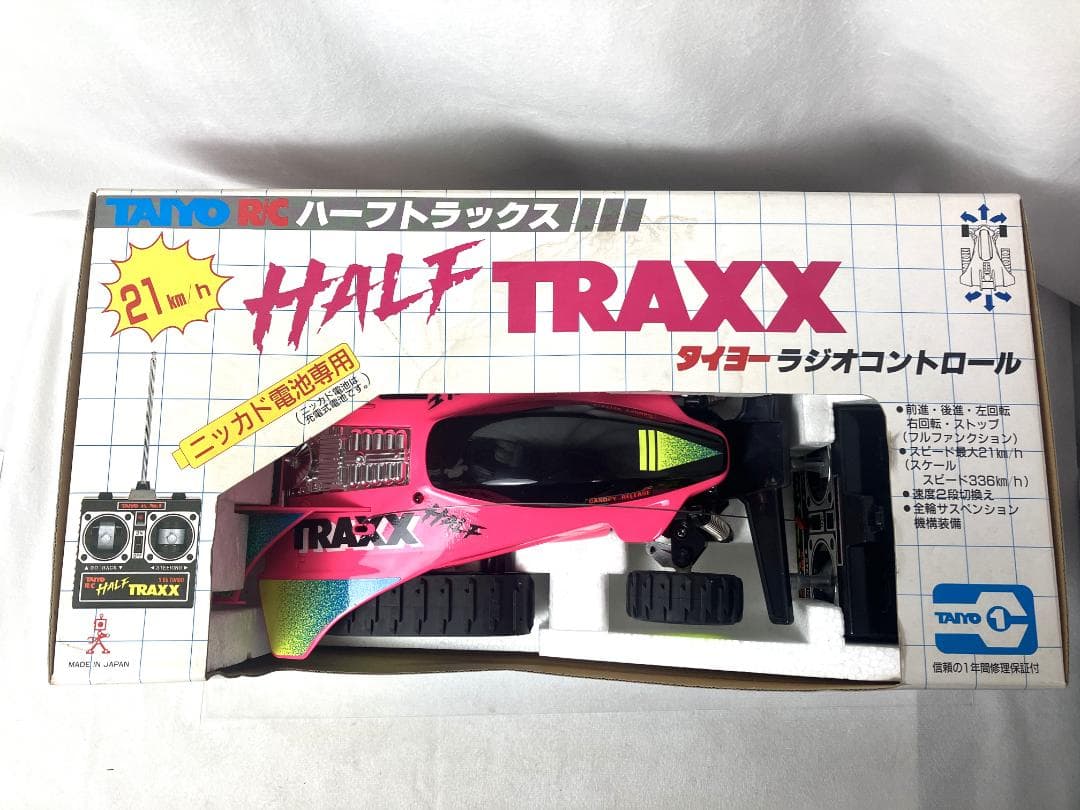 TAIYO R/C ハーフトラックス
21km/h
HALF TRAXX
タイヨー ラジオコントロール
ニッカド電池専用
(ニッカド電池は
充電式電池です。)
●前進・後進・左回転
右回転・ストップ
(フルファンクション)
●スピード最大21km/h
(スケール
スピード336km/h)
●速度2段切換え
●全輪サスペンション
機構装備
CANOPY RELEASE
TRAXX HALF
TAIYO R/C
HALF TRAXX
STEERING
TAIYO 1
信頼の1年間修理保証付
MADE IN JAPAN